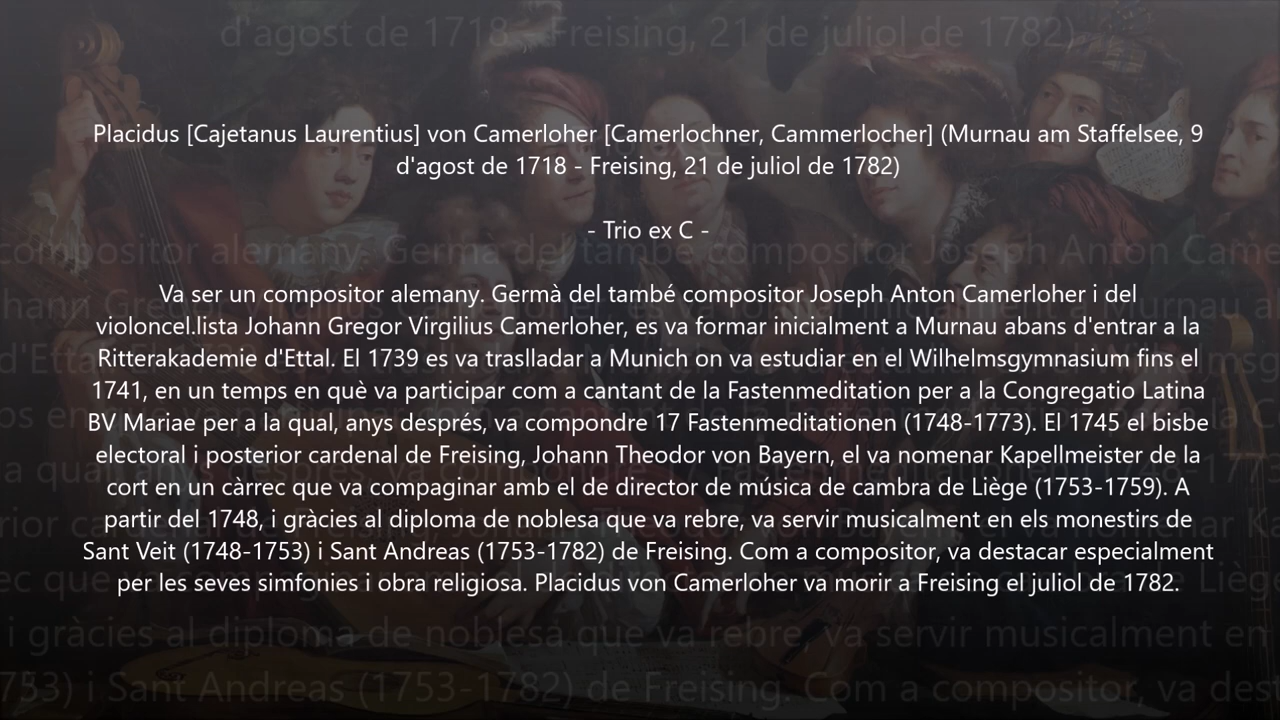 Placidus [Cajetanus Laurentius] von Camerloher [Camerlochner, Cammerlocher] (Murnau am Staffelsee, 9
d'agost de 1718 - Freising, 21 de juliol de 1782)
- Trio ex C -
Va ser un compositor alemany. Germà del també compositor Joseph Anton Camerloher i del
violoncel.lista Johann Gregor Virgilius Camerloher, es va formar inicialment a Murnau abans d'entrar a la
Ritterakademie d'Ettal. El 1739 es va traslladar a Munich on va estudiar en el Wilhelmsgymnasium fins el
1741, en un temps en què va participar com a cantant de la Fastenmeditation per a la Congregatio Latina
BV Mariae per a la qual, anys després, va compondre 17 Fastenmeditationen (1748-1773). El 1745 el bisbe
electoral i posterior cardenal de Freising, Johann Theodor von Bayern, el va nomenar Kapellmeister de la
cort en un càrrec que va compaginar amb el de director de música de cambra de Liège (1753-1759). A
partir del 1748, i gràcies al diploma de noblesa que va rebre, va servir musicalment en els monestirs de
Sant Veit (1748-1753) i Sant Andreas (1753-1782) de Freising. Com a compositor, va destacar especialment
per les seves simfonies i obra religiosa. Placidus von Camerloher va morir a Freising el juliol de 1782.